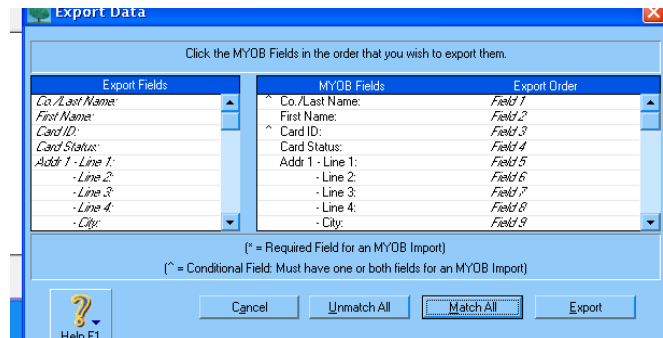 Export Data
Click the MYOB Fields in the order that you wish to export them.
Export Fields
Co./Last Name:
First Name:
Card ID:
Card Status:
Addr 1 - Line 1:
- Line 2:
- Line 3:
- Line 4:
- City:
MYOB Fields Export Order
^ Co./Last Name: Field 1
First Name: Field 2
^ Card ID: Field 3
Card Status: Field 4
Addr 1 - Line 1: Field 5
- Line 2: Field 6
- Line 3: Field 7
- Line 4: Field 8
- City: Field 9
(* = Required Field for an MYOB Import)
(^ = Conditional Field: Must have one or both fields for an MYOB Import)
Cancel Unmatch All Match All Export
Help F1